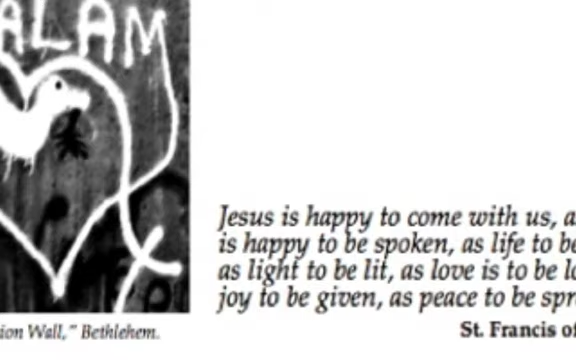 ALAM
Jesus is happy to come with us, a
is happy to be spoken, as life to be
as light to be lit, as love is to be lo
joy to be given, as peace to be spr
ion Wall," Bethlehem.
St. Francis of